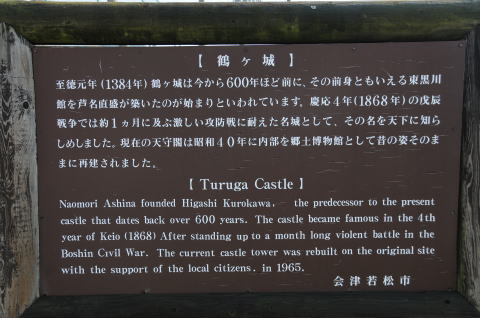 【 鶴ヶ城 】
至徳元年(1384年)鶴ヶ城は今から600年ほど前に、その前身ともいえる東黒川
館を芦名直盛が築いたのが始まりといわれています。慶応4年(1868年)の戊辰
戦争では約1ヵ月に及ぶ激しい攻防戦に耐えた名城として、その名を天下に知ら
しめしました。現在の天守閣は昭和40年に内部を郷土博物館として昔の姿そのま
まに再建されました。
【 Turuga Castle 】
Naomori Ashina founded Higashi Kurokawa, the predecessor to the present
castle that dates back over 600 years. The castle became famous in the 4th
year of Keio (1868) After standing up to a month long violent battle in the
Boshin Civil War. The current castle tower was rebuilt on the original site
with the support of the local citizens. in 1965.
会津若松市